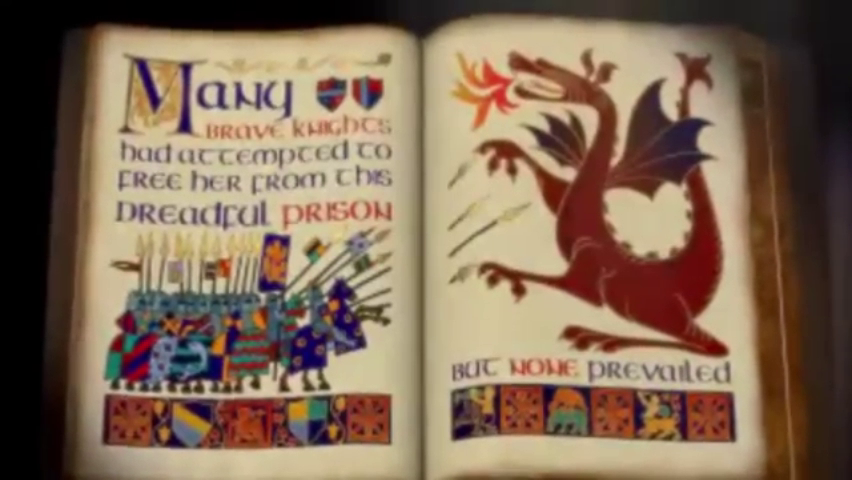 Many
BRAVE KNIGHTS
had attempted to
FREE HER FROM THIS
DREADFUL PRISON
BUT NONE PREVAILED